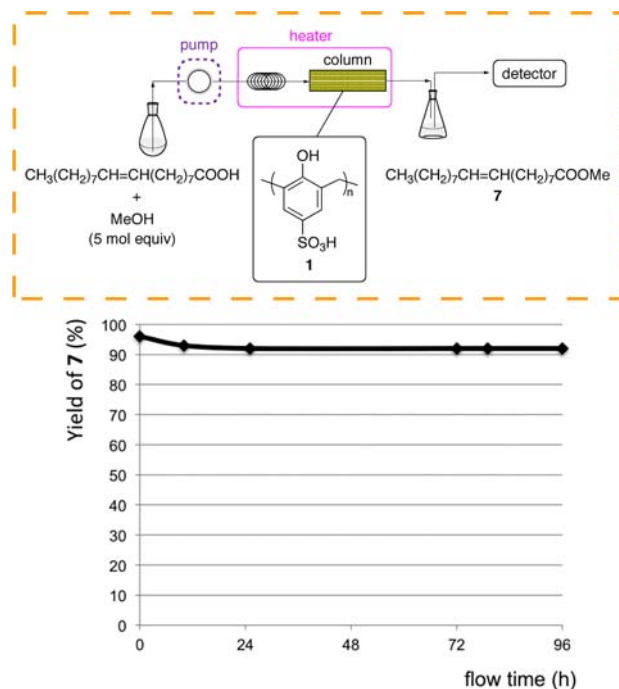 heater
pump
column
detector
CH3(CH2)7CH=CH(CH2)7COOH
+
MeOH
(5 mol equiv)
OH
n
SO3H
1
CH3(CH2)7CH=CH(CH2)7COOMe
7
Yield of 7 (%)
100
90
80
70
60
50
40
30
20
10
0
0 24 48 72 96
flow time (h)